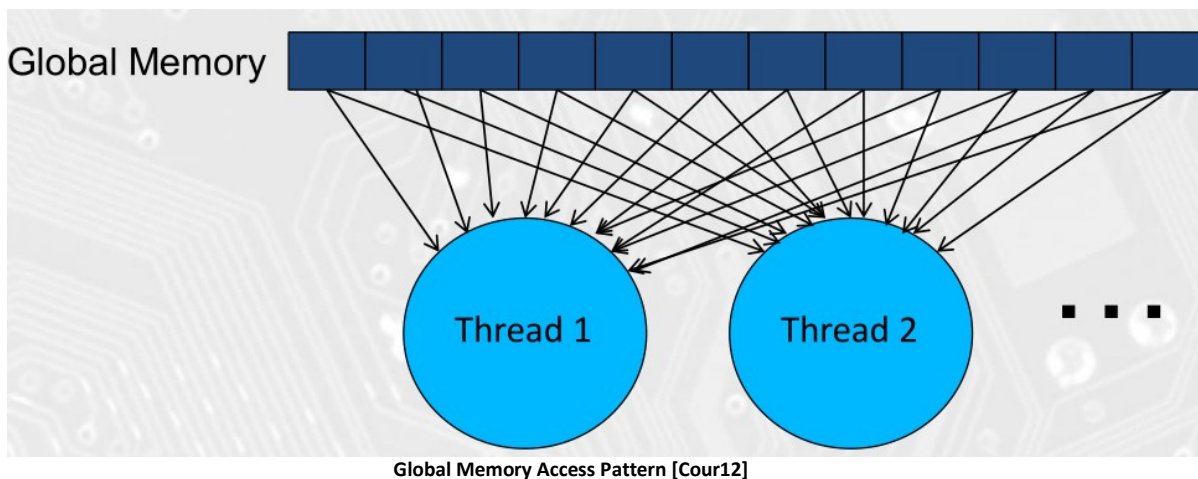 Global Memory
Thread 1
Thread 2
...
Global Memory Access Pattern [Cour12]